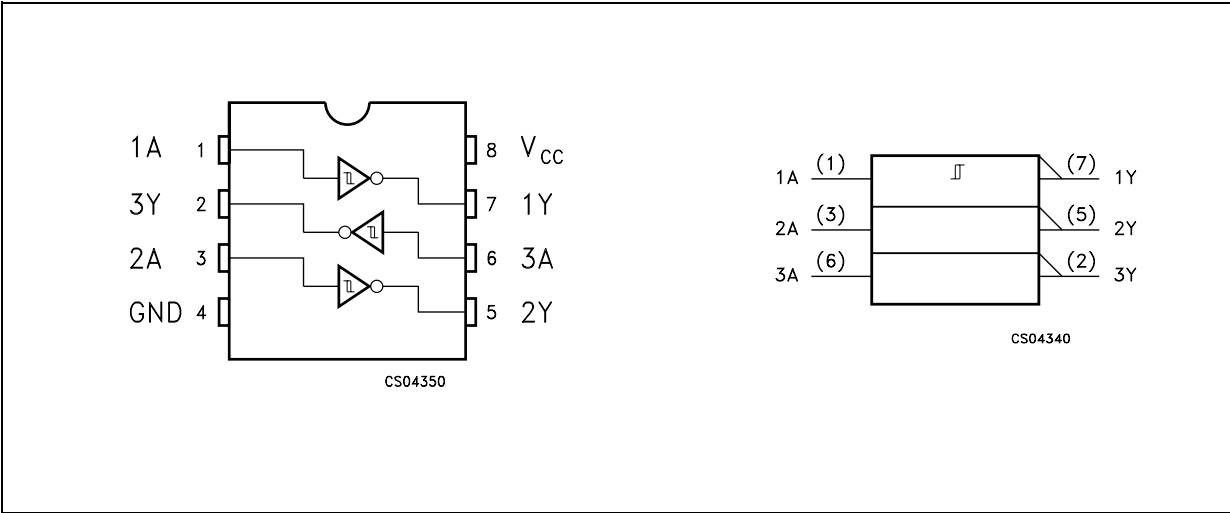 1A 1 8 VCC
3Y 2 7 1Y
2A 3 6 3A
GND 4 5 2Y
CS04350
1A (1) (7) 1Y
2A (3) (5) 2Y
3A (6) (2) 3Y
CS04340